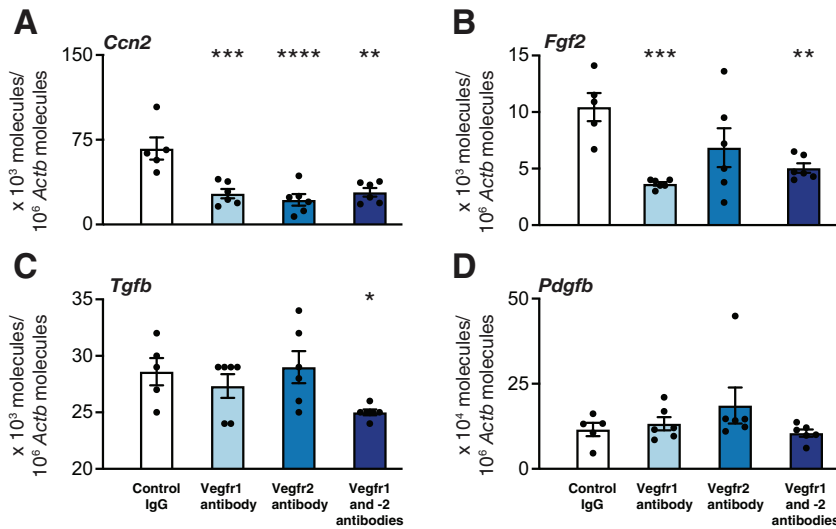 A
Ccn2
x 10³ molecules/
10⁶ Actb molecules
150
75
0
***
****
**
B
Fgf2
x 10³ molecules/
10⁶ Actb molecules
15
10
5
0
***
**
C
Tgfb
x 10³ molecules/
10⁶ Actb molecules
35
30
25
20
*
Control
IgG
Vegfr1
antibody
Vegfr2
antibody
Vegfr1
and -2
antibodies
D
Pdgfb
x 10⁴ molecules/
10⁶ Actb molecules
50
25
0
Control
IgG
Vegfr1
antibody
Vegfr2
antibody
Vegfr1
and -2
antibodies